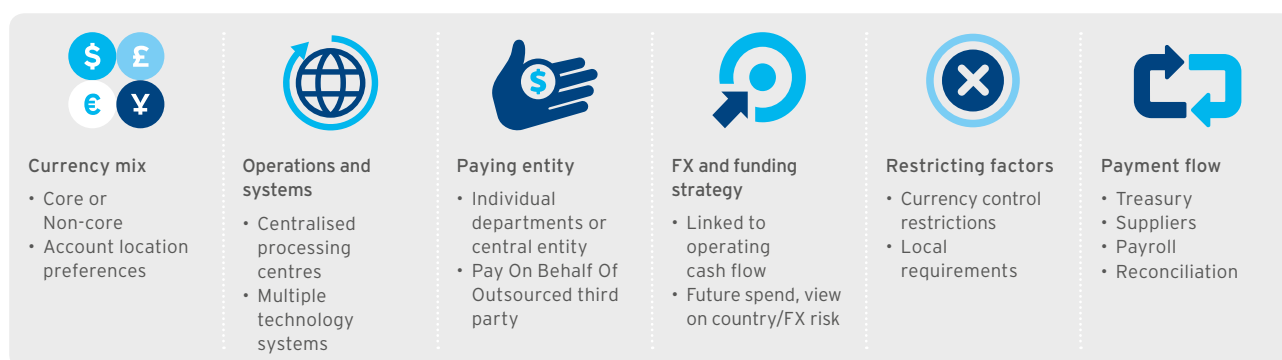 $ £
€ ¥
$
Currency mix
• Core or
Non-core
• Account location
preferences
Operations and
systems
• Centralised
processing
centres
• Multiple
technology
systems
Paying entity
• Individual
departments or
central entity
• Pay On Behalf Of
Outsourced third
party
FX and funding
strategy
• Linked to
operating
cash flow
• Future spend, view
on country/FX risk
Restricting factors
• Currency control
restrictions
• Local
requirements
Payment flow
• Treasury
• Suppliers
• Payroll
• Reconciliation